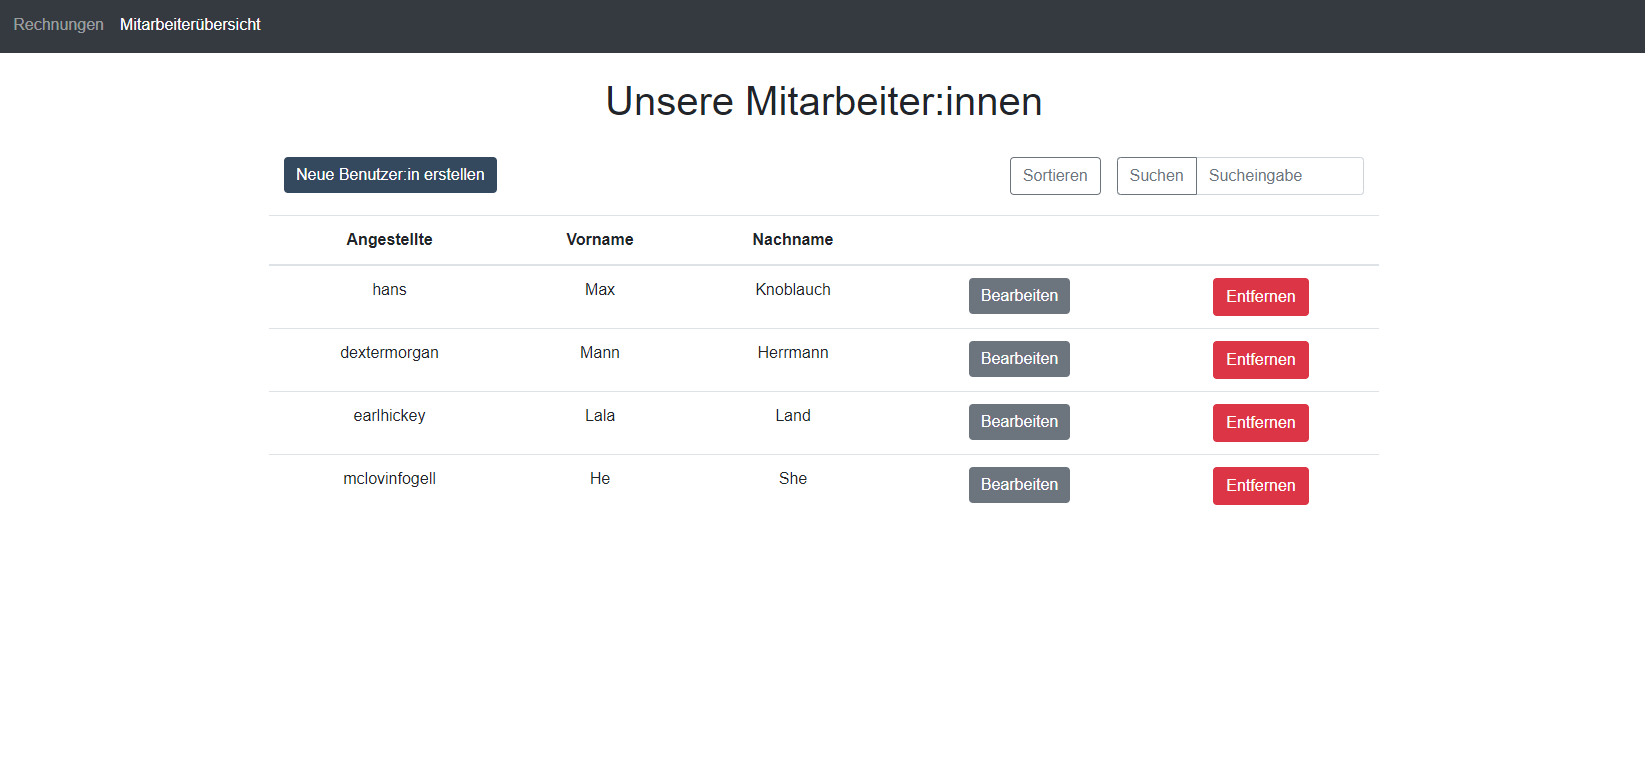 Rechnungen Mitarbeiterübersicht
Unsere Mitarbeiter:innen
Neue Benutzer:in erstellen Sortieren Suchen Sucheingabe
Angestellte Vorname Nachname
hans Max Knoblauch Bearbeiten Entfernen
dextermorgan Mann Herrmann Bearbeiten Entfernen
earlhickey Lala Land Bearbeiten Entfernen
mclovinfogell He She Bearbeiten Entfernen